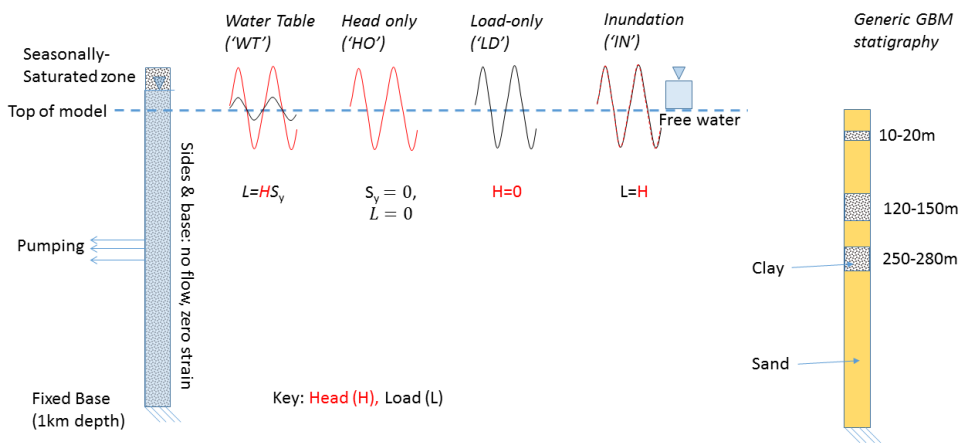 Water Table
('WT')
Head only
('HO')
Load-only
('LD')
Inundation
('IN')
Generic GBM
statigraphy
Seasonally-
Saturated zone
Top of model
Free water
10-20m
L=HSy
Sy = 0,
L = 0
H=0
L=H
Sides & base: no flow, zero strain
120-150m
Pumping
250-280m
Clay
Sand
Fixed Base
(1km depth)
Key: Head (H), Load (L)